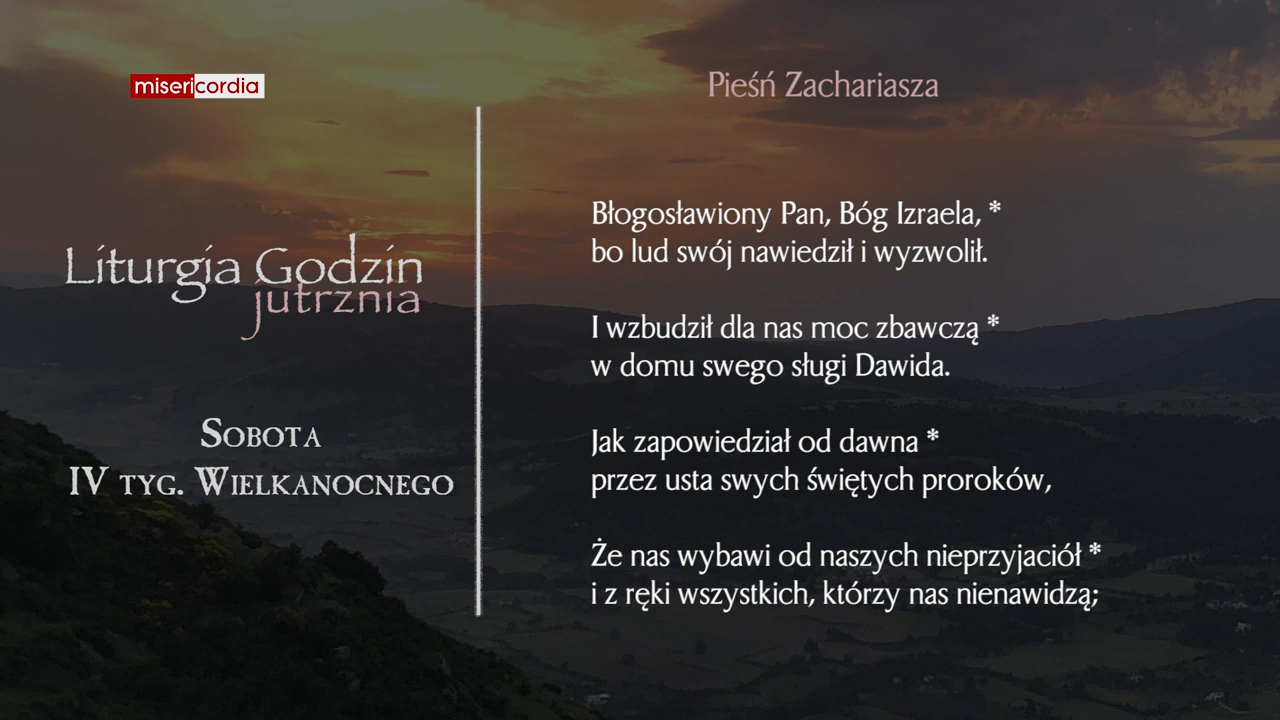 misericordia
Liturgia Godzin
jutrznia
Sobota
IV tyg. Wielkanocnego
Pieśń Zachariasza
Błogosławiony Pan, Bóg Izraela, *
bo lud swój nawiedził i wyzwolił.
I wzbudził dla nas moc zbawczą *
w domu swego sługi Dawida.
Jak zapowiedział od dawna *
przez usta swych świętych proroków,
Że nas wybawi od naszych nieprzyjaciół *
i z ręki wszystkich, którzy nas nienawidzą;